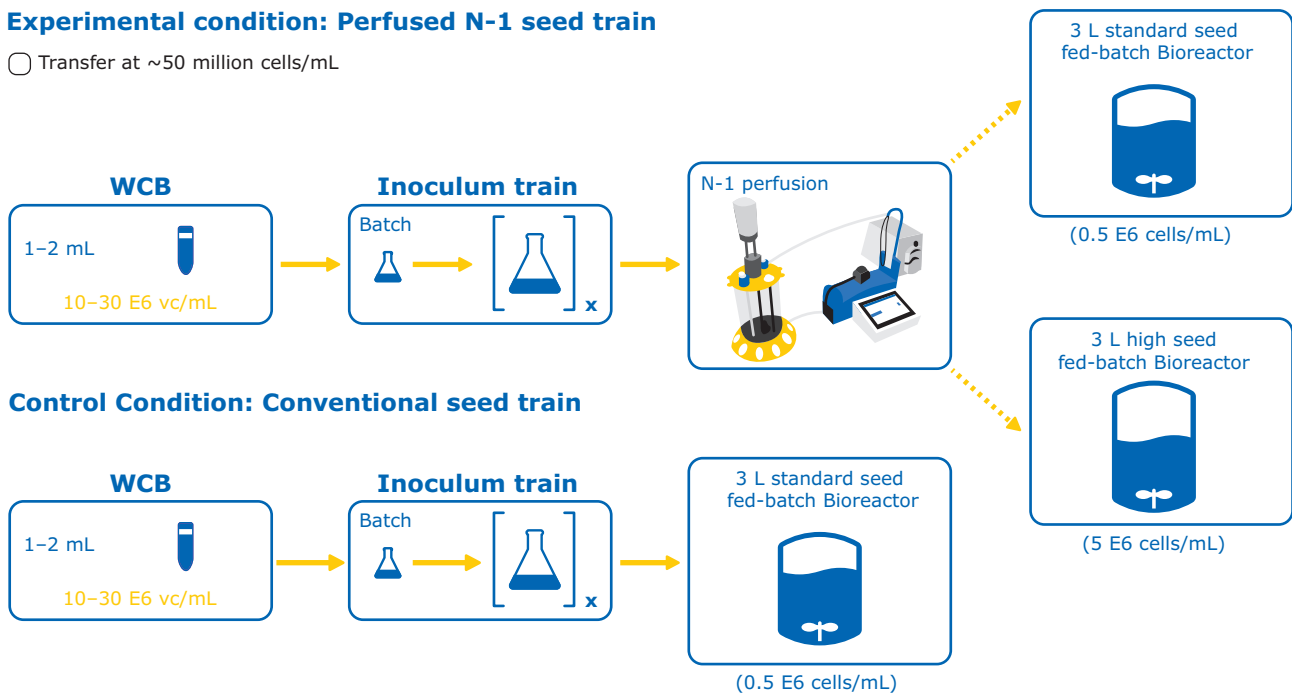 Experimental condition: Perfused N-1 seed train
Transfer at ~50 million cells/mL
WCB
1–2 mL
10–30 E6 vc/mL
Inoculum train
Batch
x
N-1 perfusion
3 L standard seed
fed-batch Bioreactor
(0.5 E6 cells/mL)
3 L high seed
fed-batch Bioreactor
(5 E6 cells/mL)
Control Condition: Conventional seed train
WCB
1–2 mL
10–30 E6 vc/mL
Inoculum train
Batch
x
3 L standard seed
fed-batch Bioreactor
(0.5 E6 cells/mL)